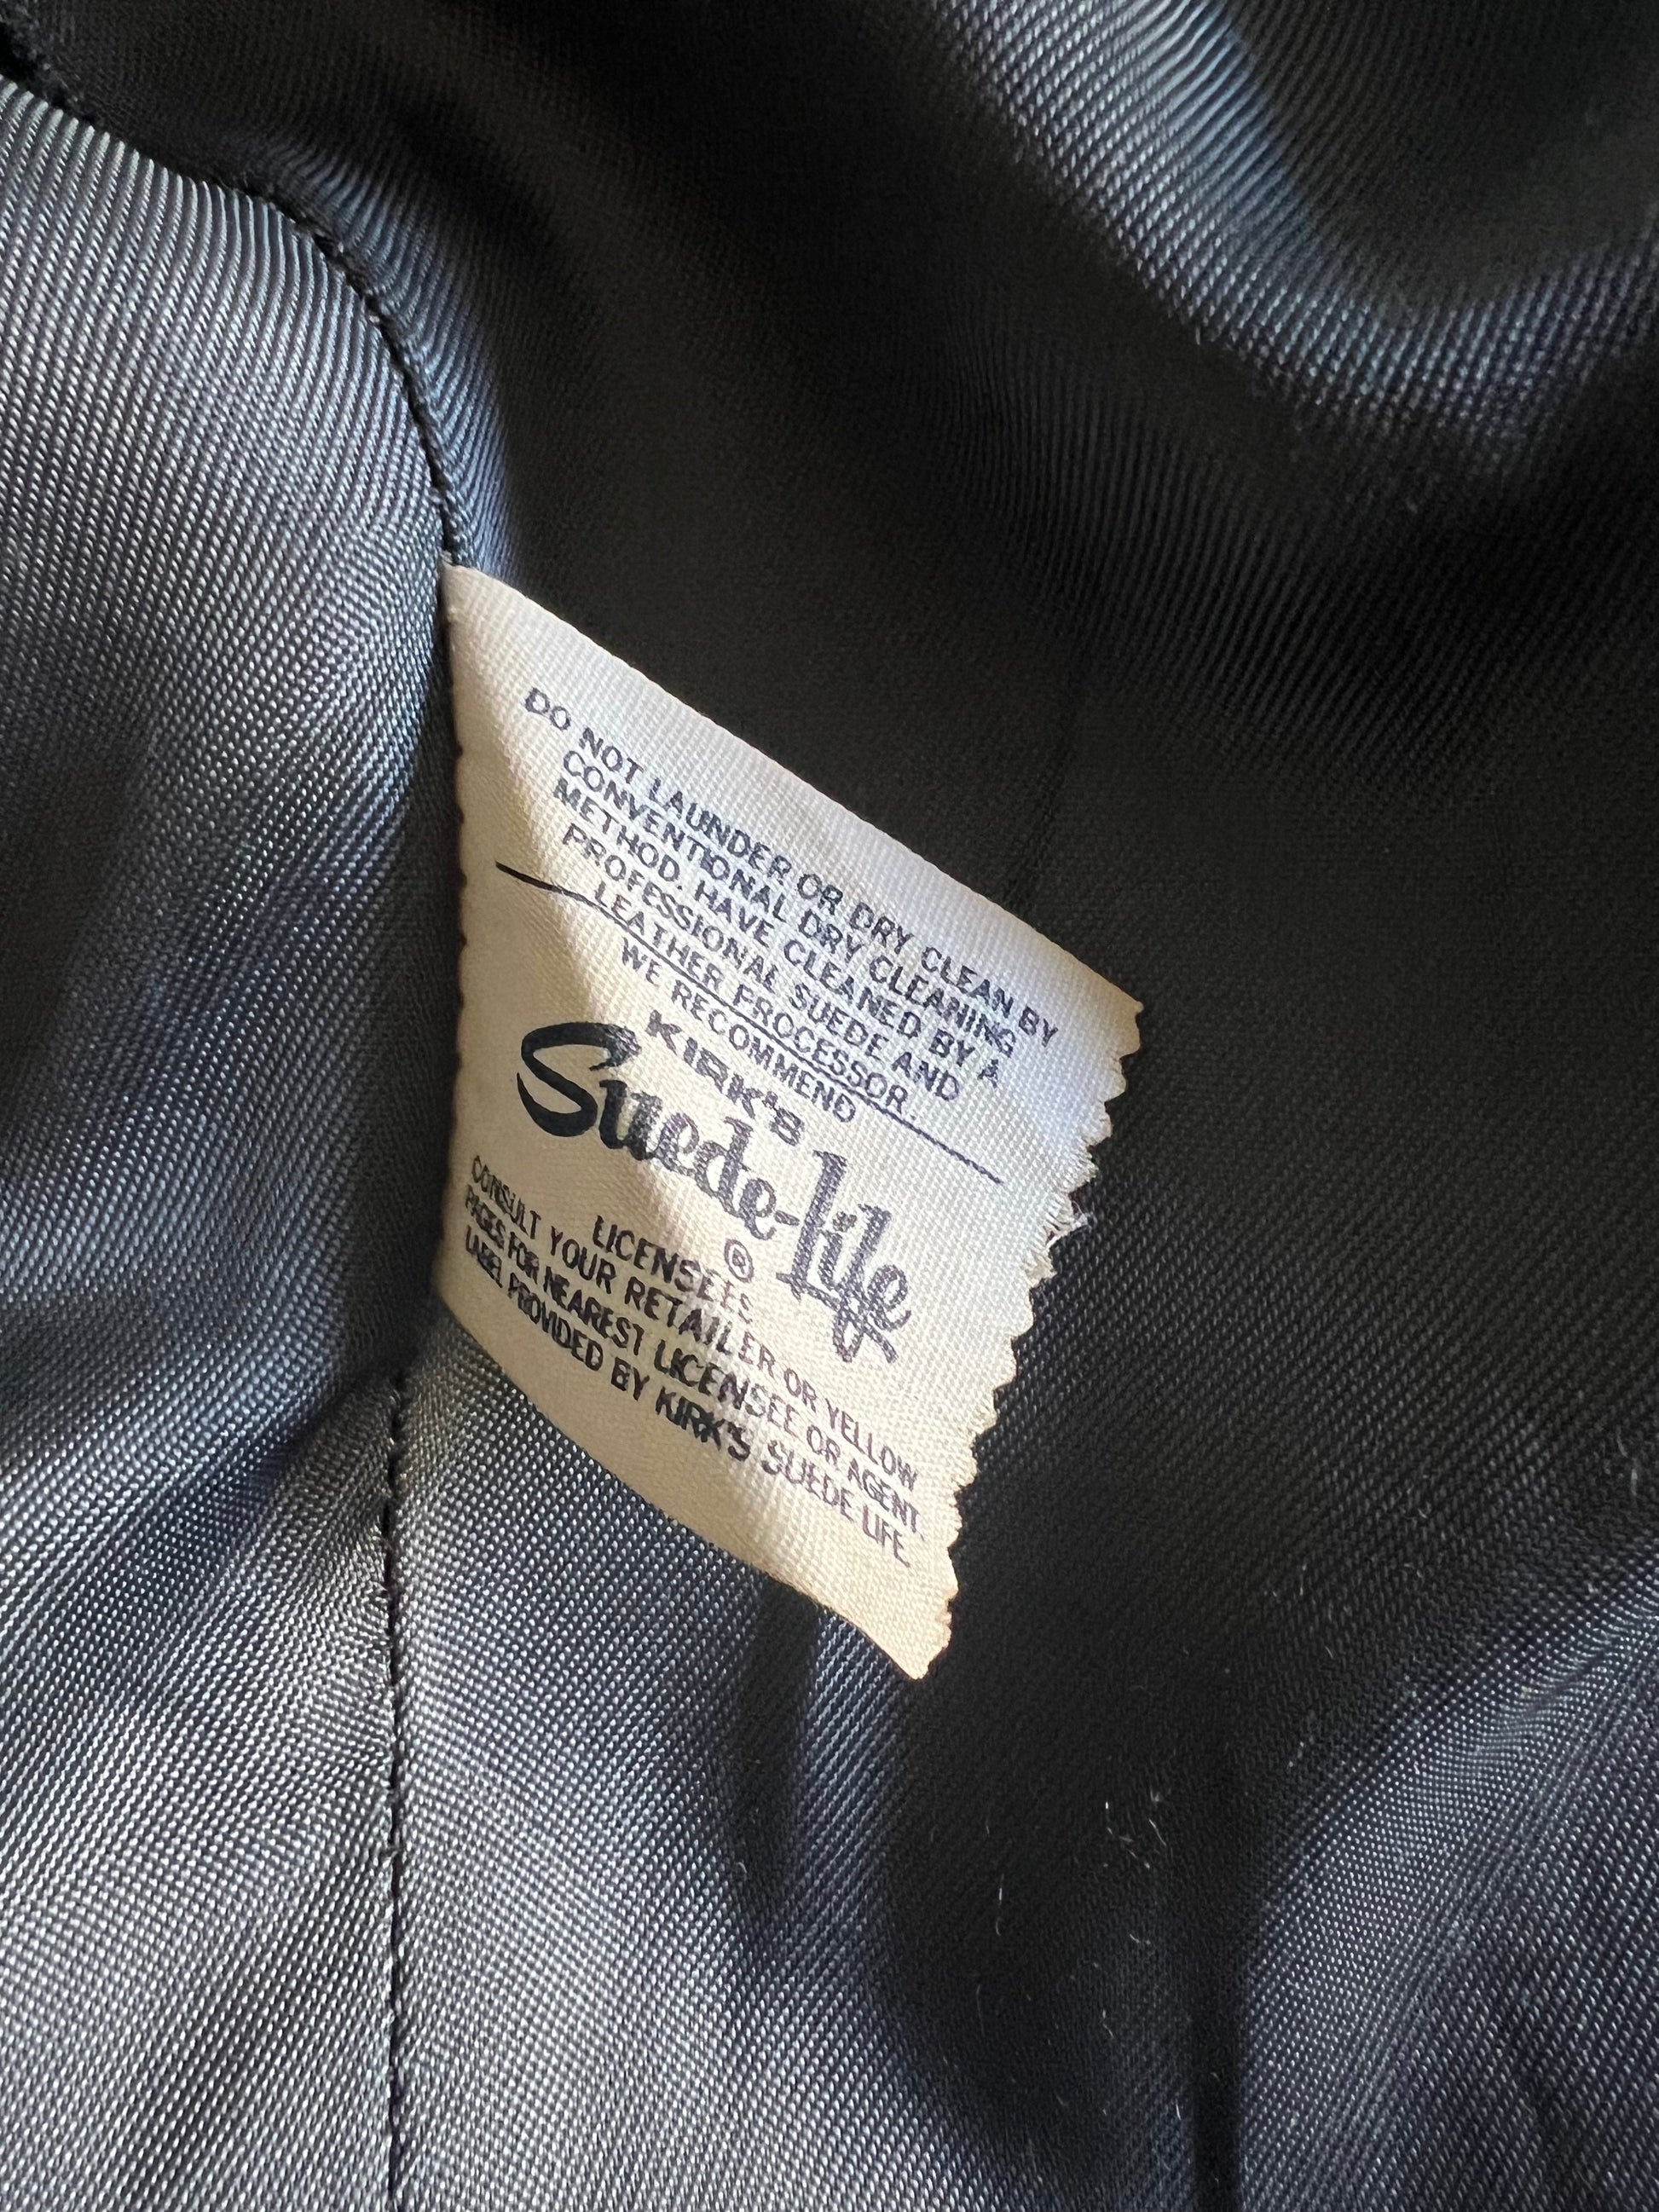 DO NOT LAUNDER OR DRY CLEAN BY
CONVENTIONAL DRY CLEANING
METHOD. HAVE CLEANED BY A
PROFESSIONAL SUEDE AND
LEATHER PROCESSOR.
WE RECOMMEND
KIRK'S
Suede-Life
®
LICENSEES
CONSULT YOUR RETAILER OR YELLOW
PAGES FOR NEAREST LICENSEE OR AGENT.
LABEL PROVIDED BY KIRK'S SUEDE LIFE.